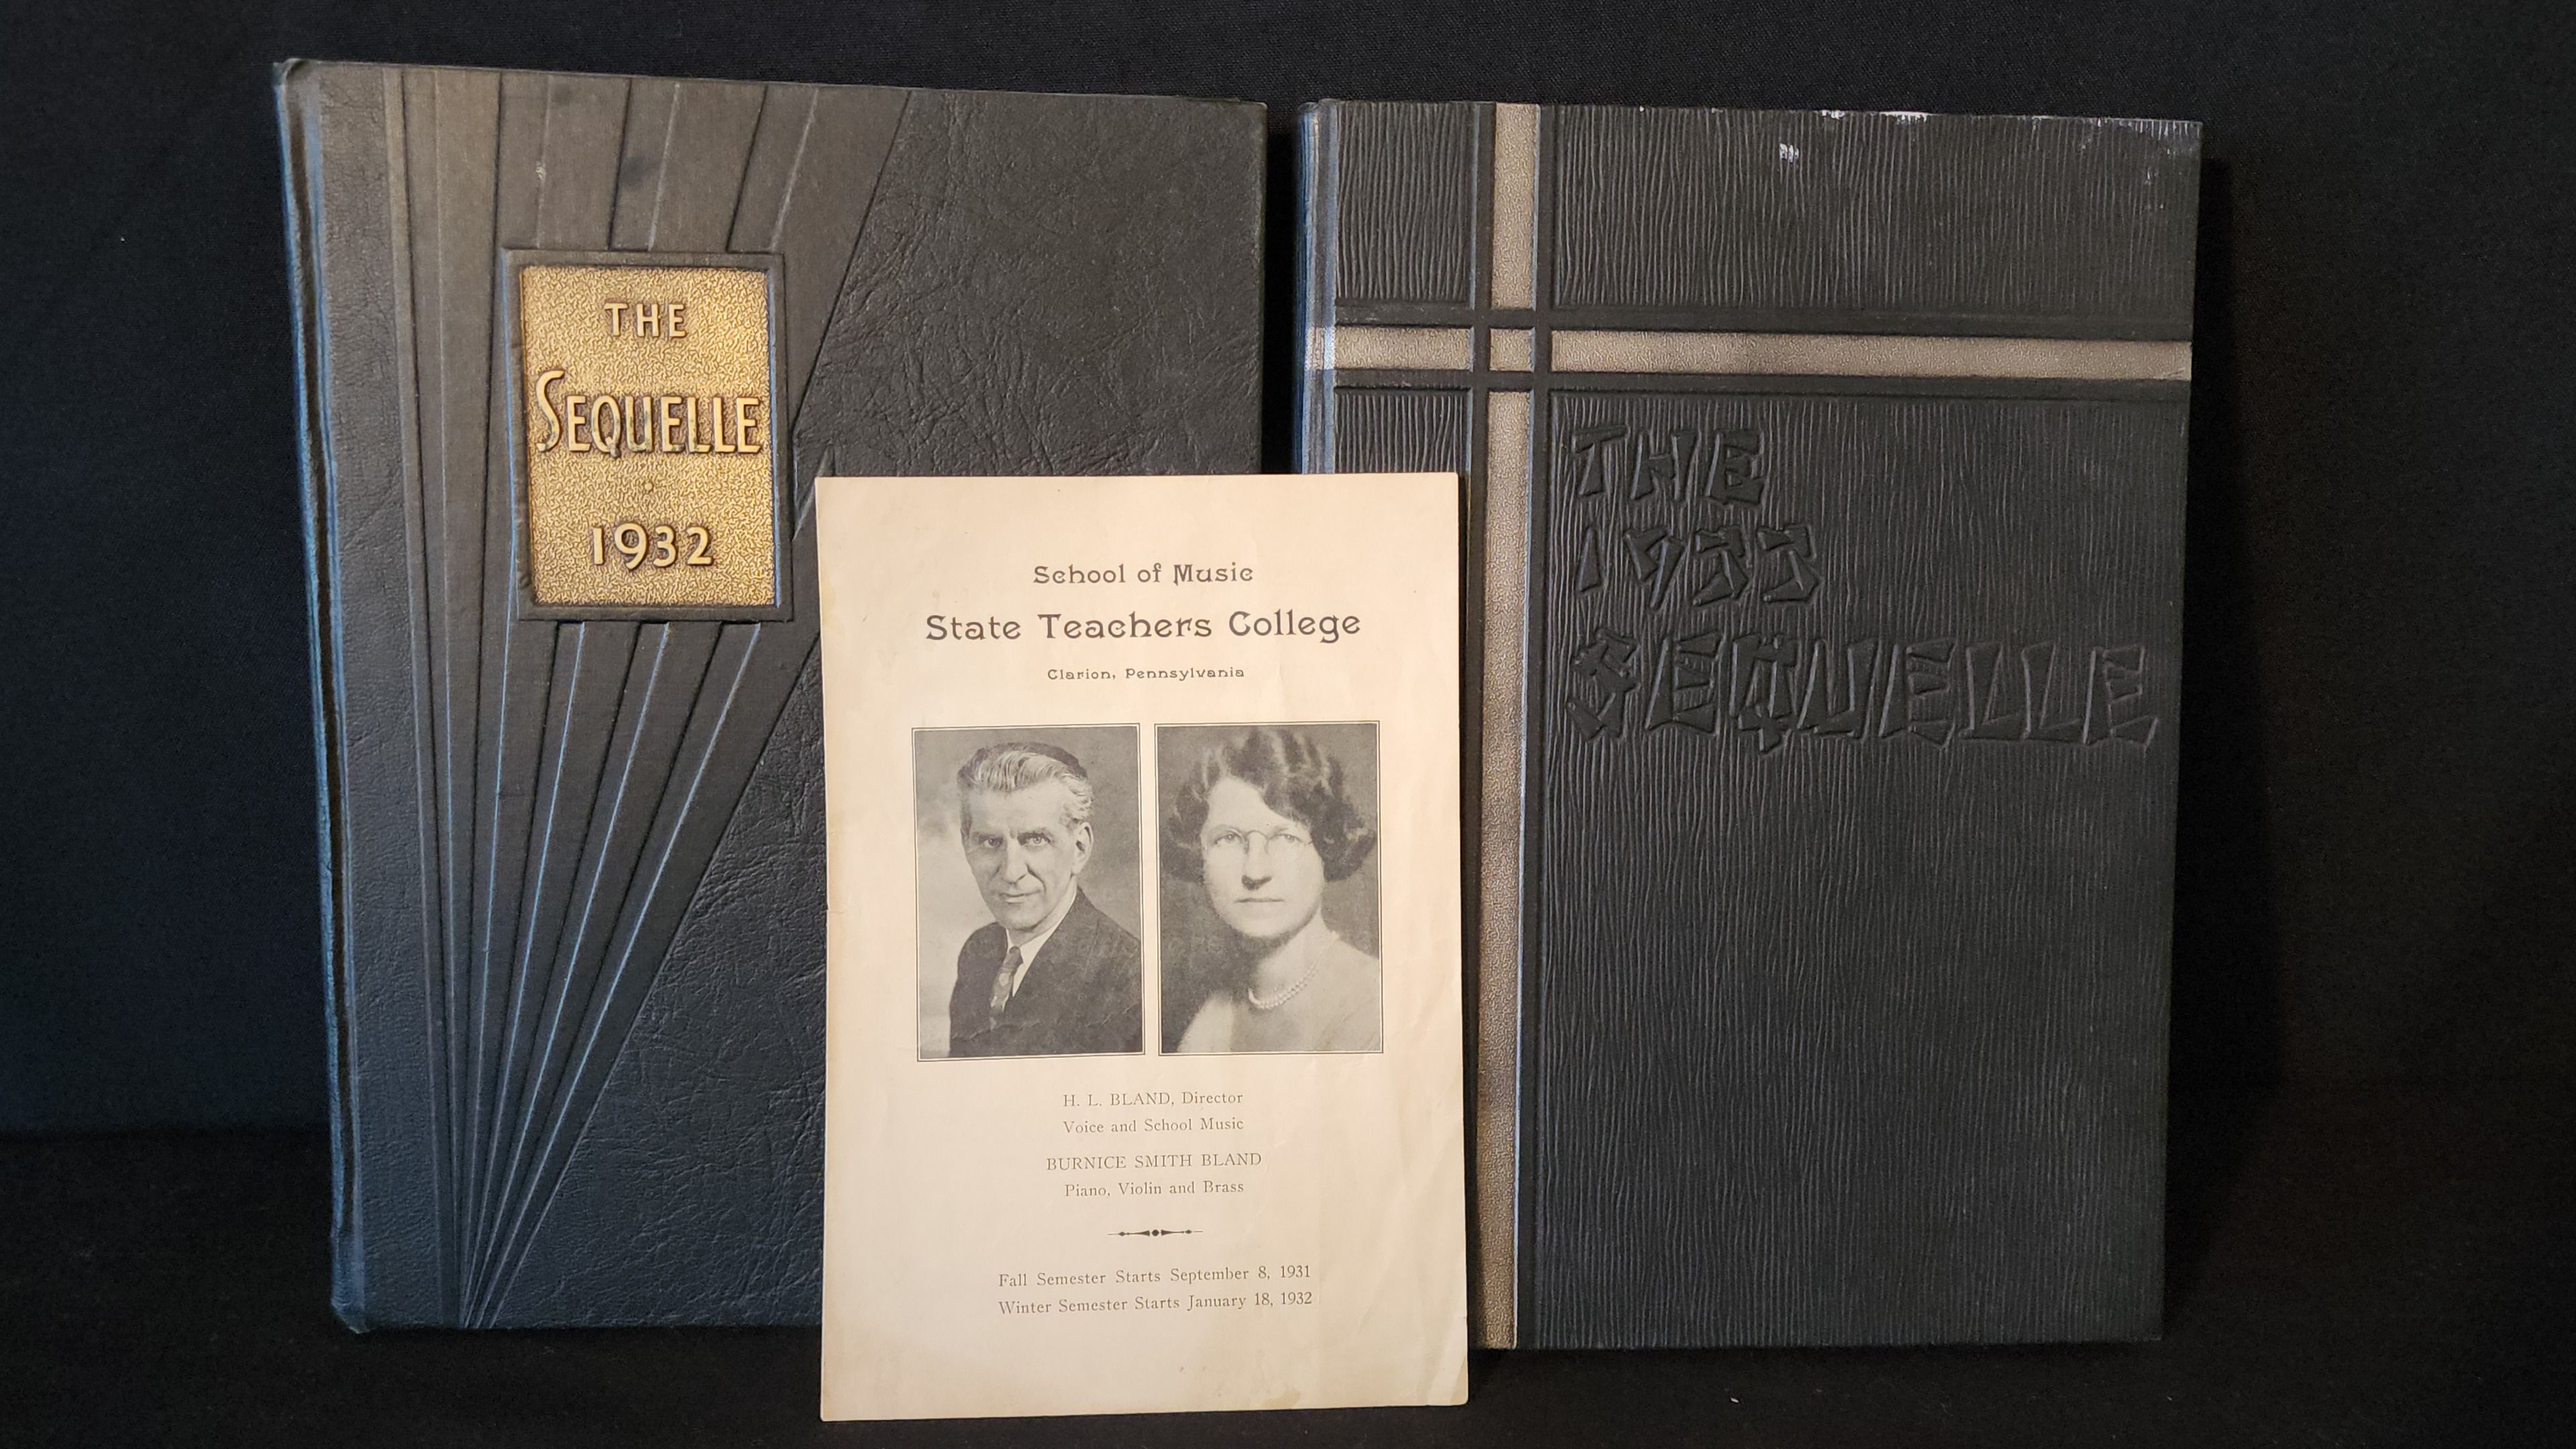 THE
SEQUELLE
1932
School of Music
State Teachers College
Clarion, Pennsylvania
H. L. BLAND, Director
Voice and School Music
BURNICE SMITH BLAND
Piano, Violin and Brass
Fall Semester Starts September 8, 1931
Winter Semester Starts January 18, 1932
THE
1933
SEQUELLE